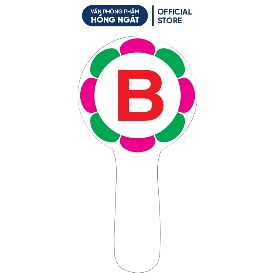 VĂN PHÒNG PHẨM
HỒNG NGÁT
OFFICIAL
STORE
B